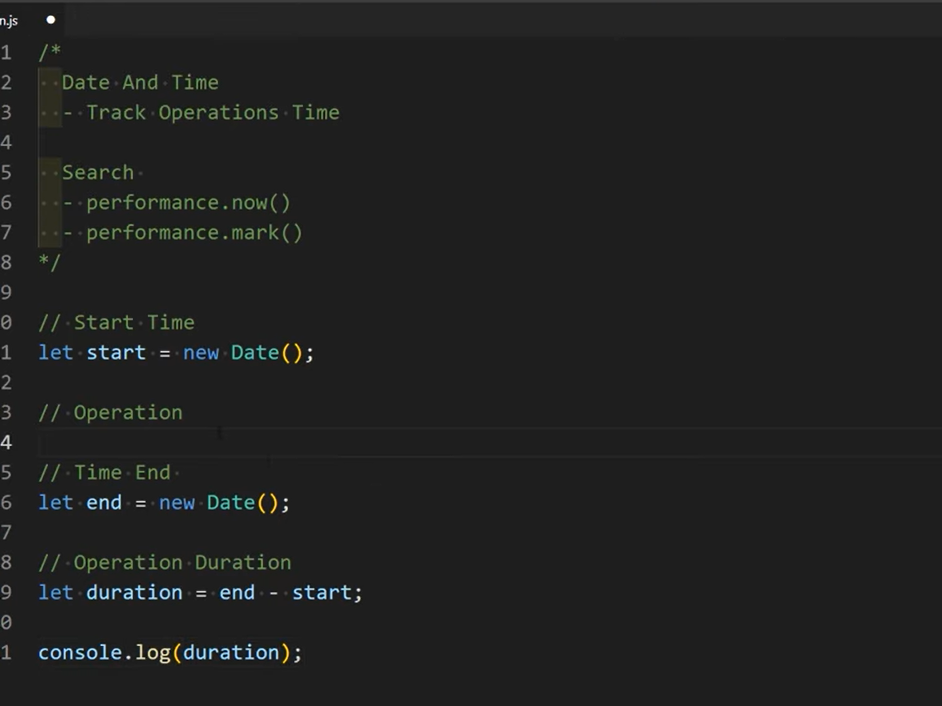 n.js
1 /*
2 Date And Time
3 - Track Operations Time
4
5 Search
6 - performance.now()
7 - performance.mark()
8 */
9
0 // Start Time
1 let start = new Date();
2
3 // Operation
4
5 // Time End
6 let end = new Date();
7
8 // Operation Duration
9 let duration = end - start;
0
1 console.log(duration);